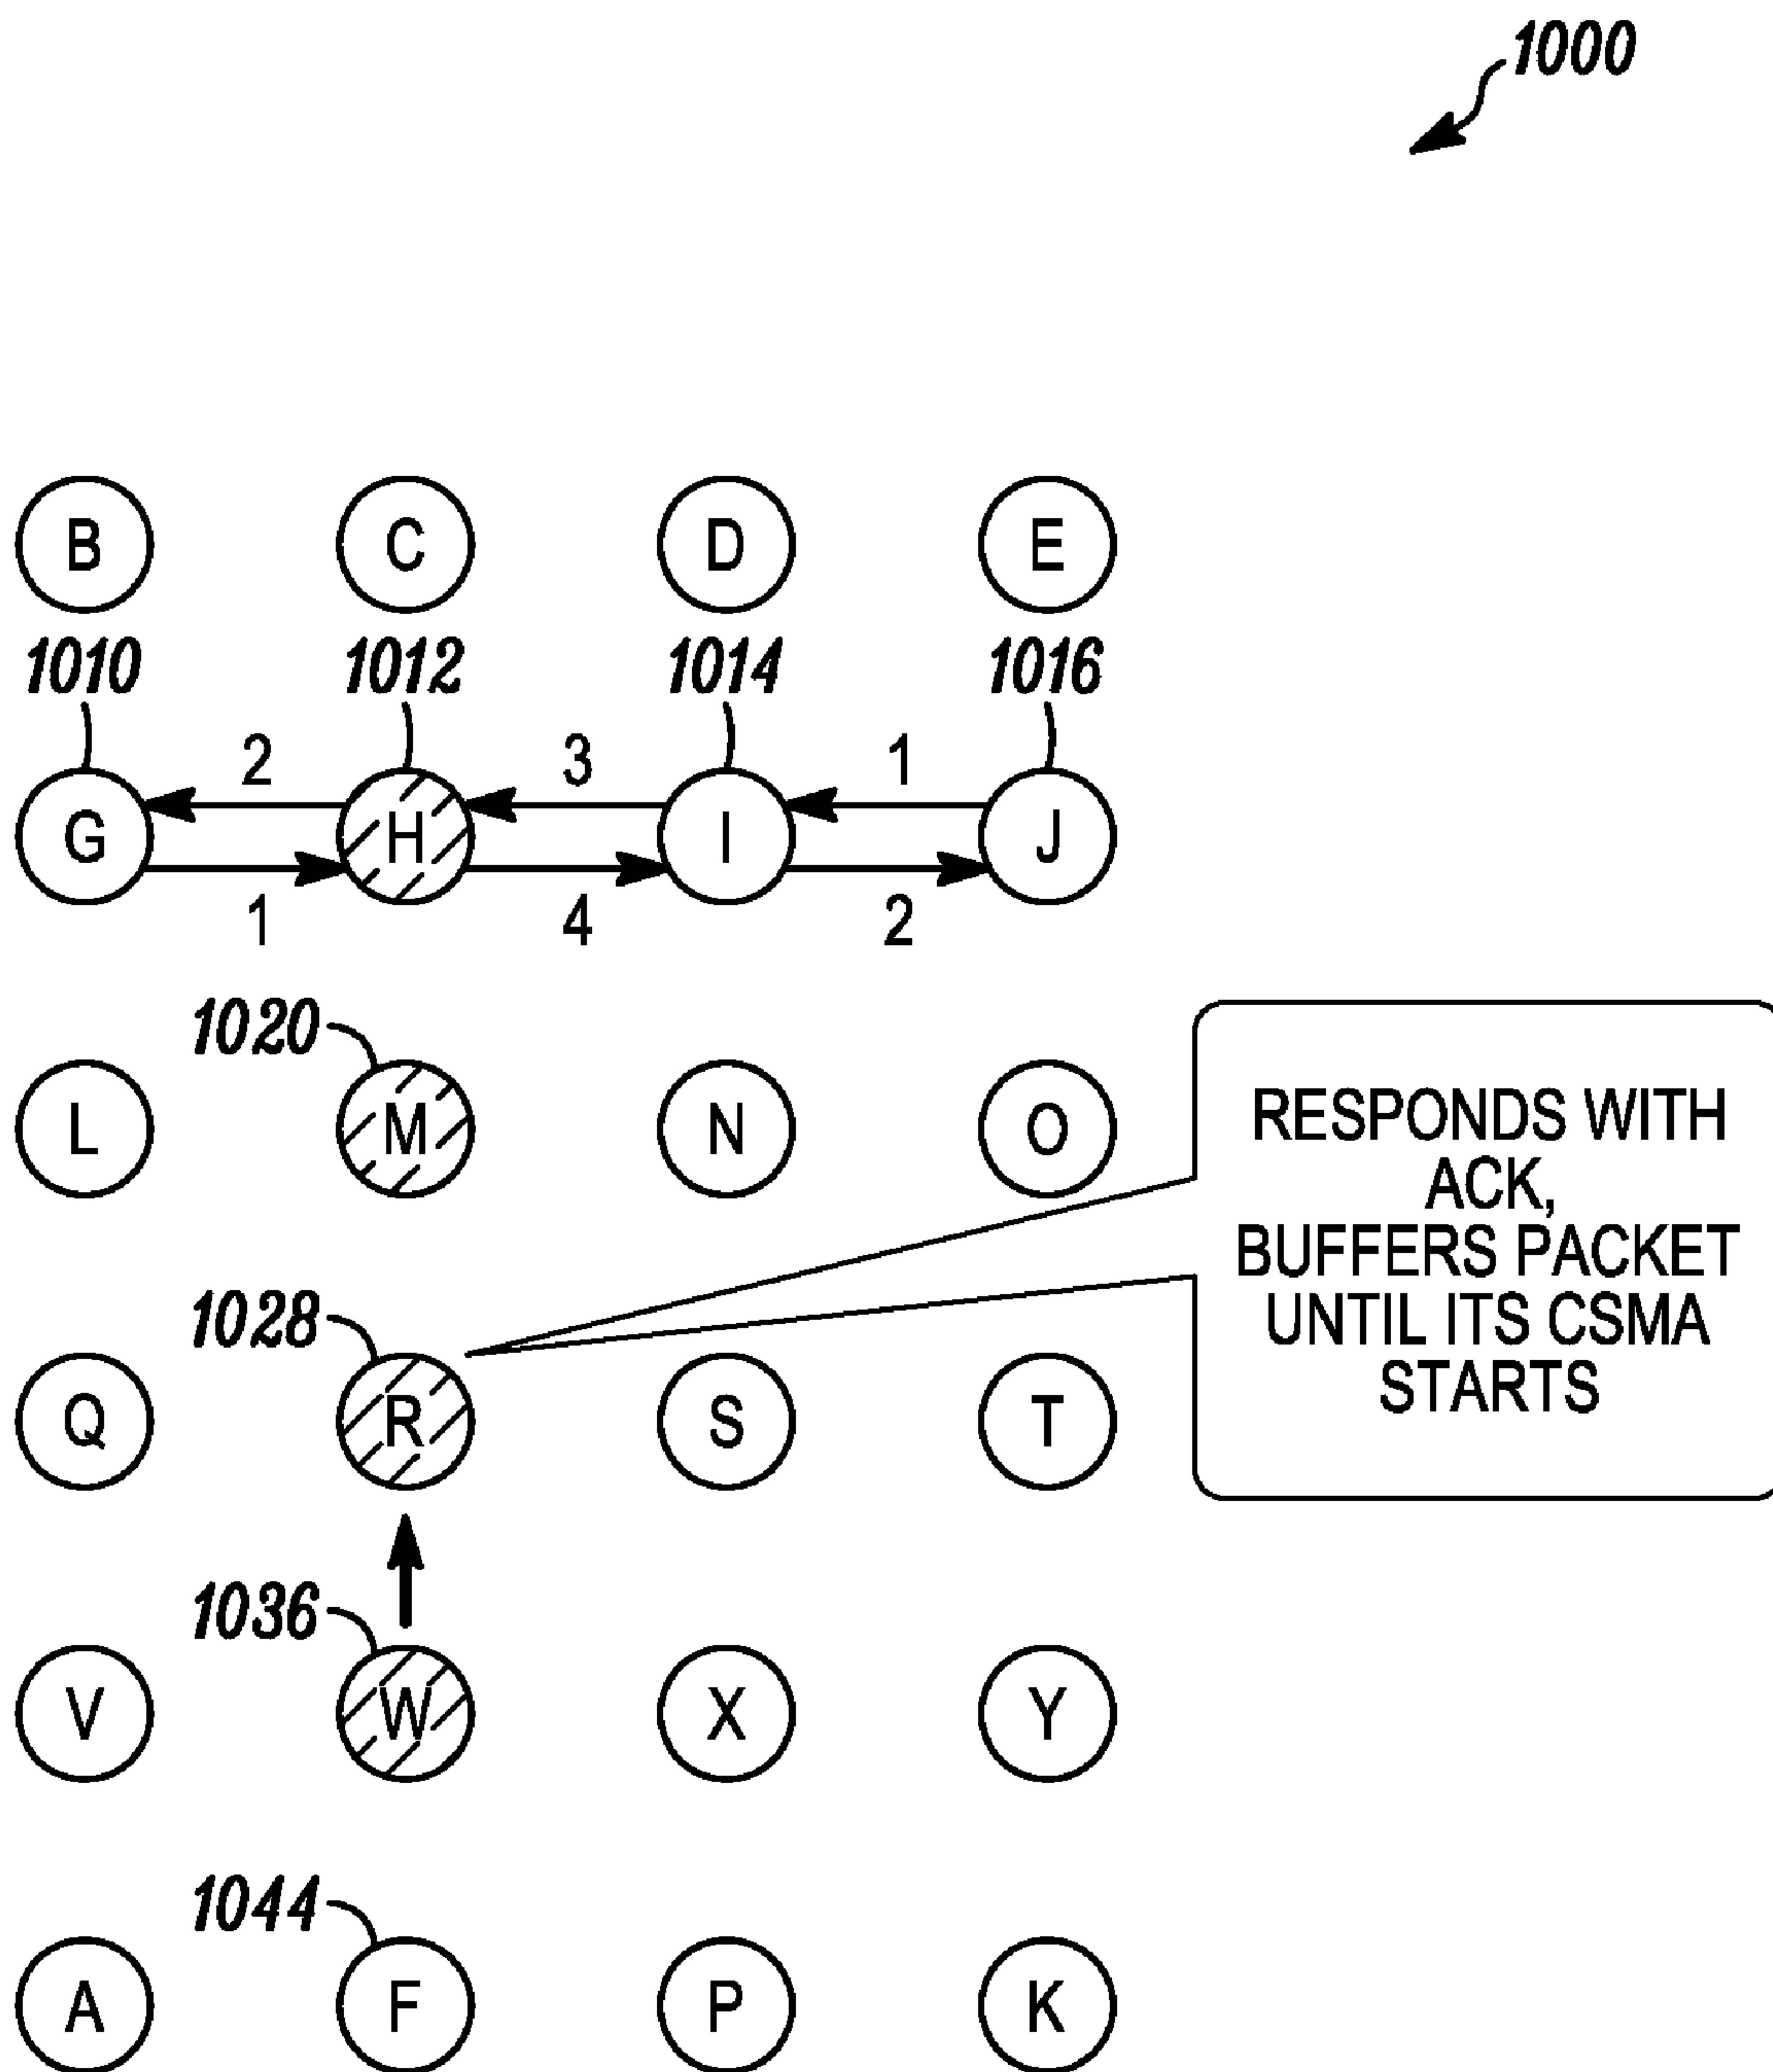 1000
B C D E
1010 1012 1014 1016
2 3 1
G H I J
1 4 2
1020
L M N O
RESPONDS WITH
ACK,
BUFFERS PACKET
UNTIL ITS CSMA
STARTS
1028
Q R S T
1036
V W X Y
1044
A F P K